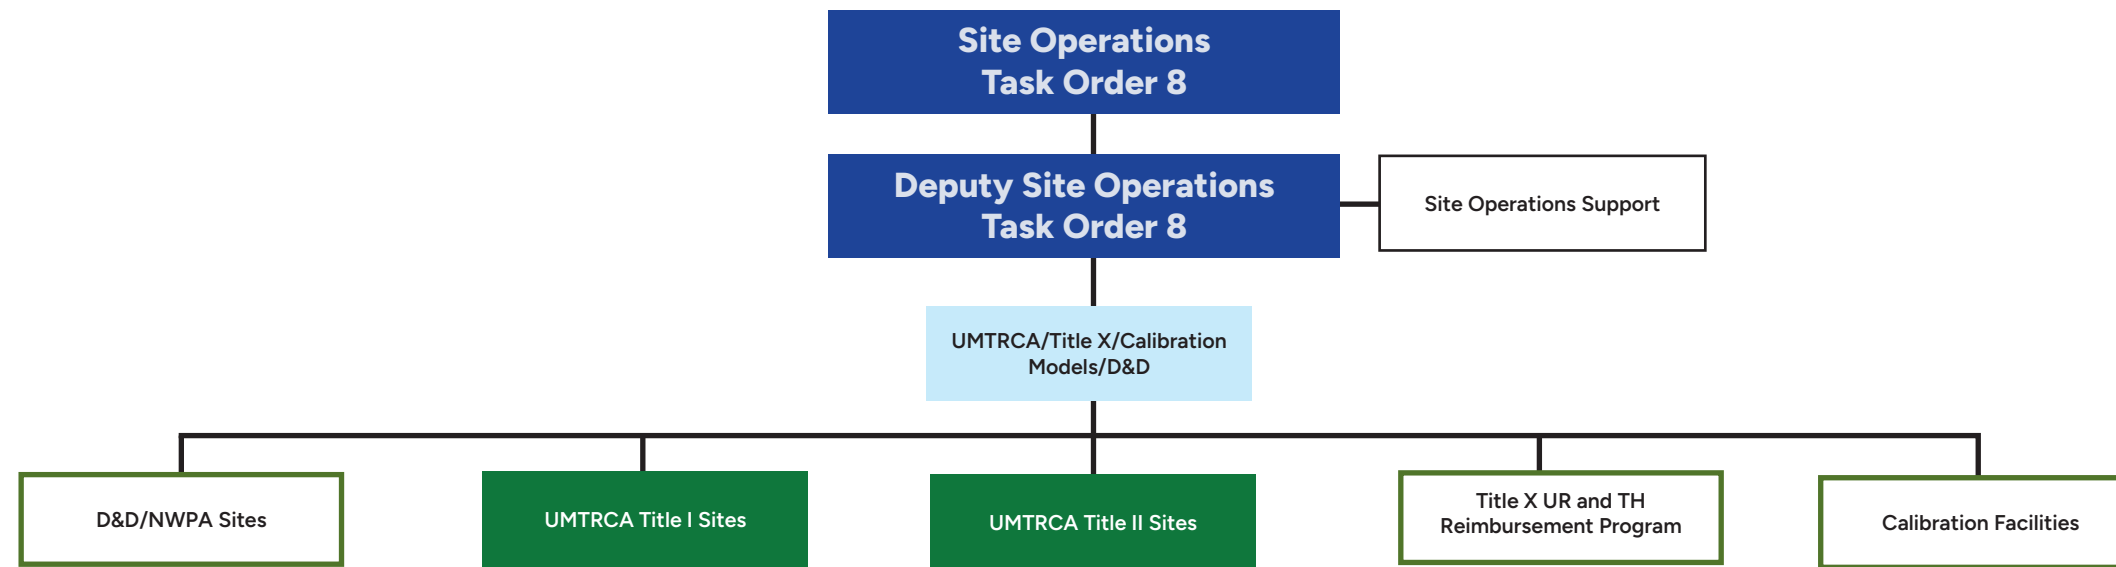 Site Operations
Task Order 8
Deputy Site Operations
Task Order 8
Site Operations Support
UMTRCA/Title X/Calibration
Models/D&D
D&D/NWPA Sites
UMTRCA Title I Sites
UMTRCA Title II Sites
Title X UR and TH
Reimbursement Program
Calibration Facilities